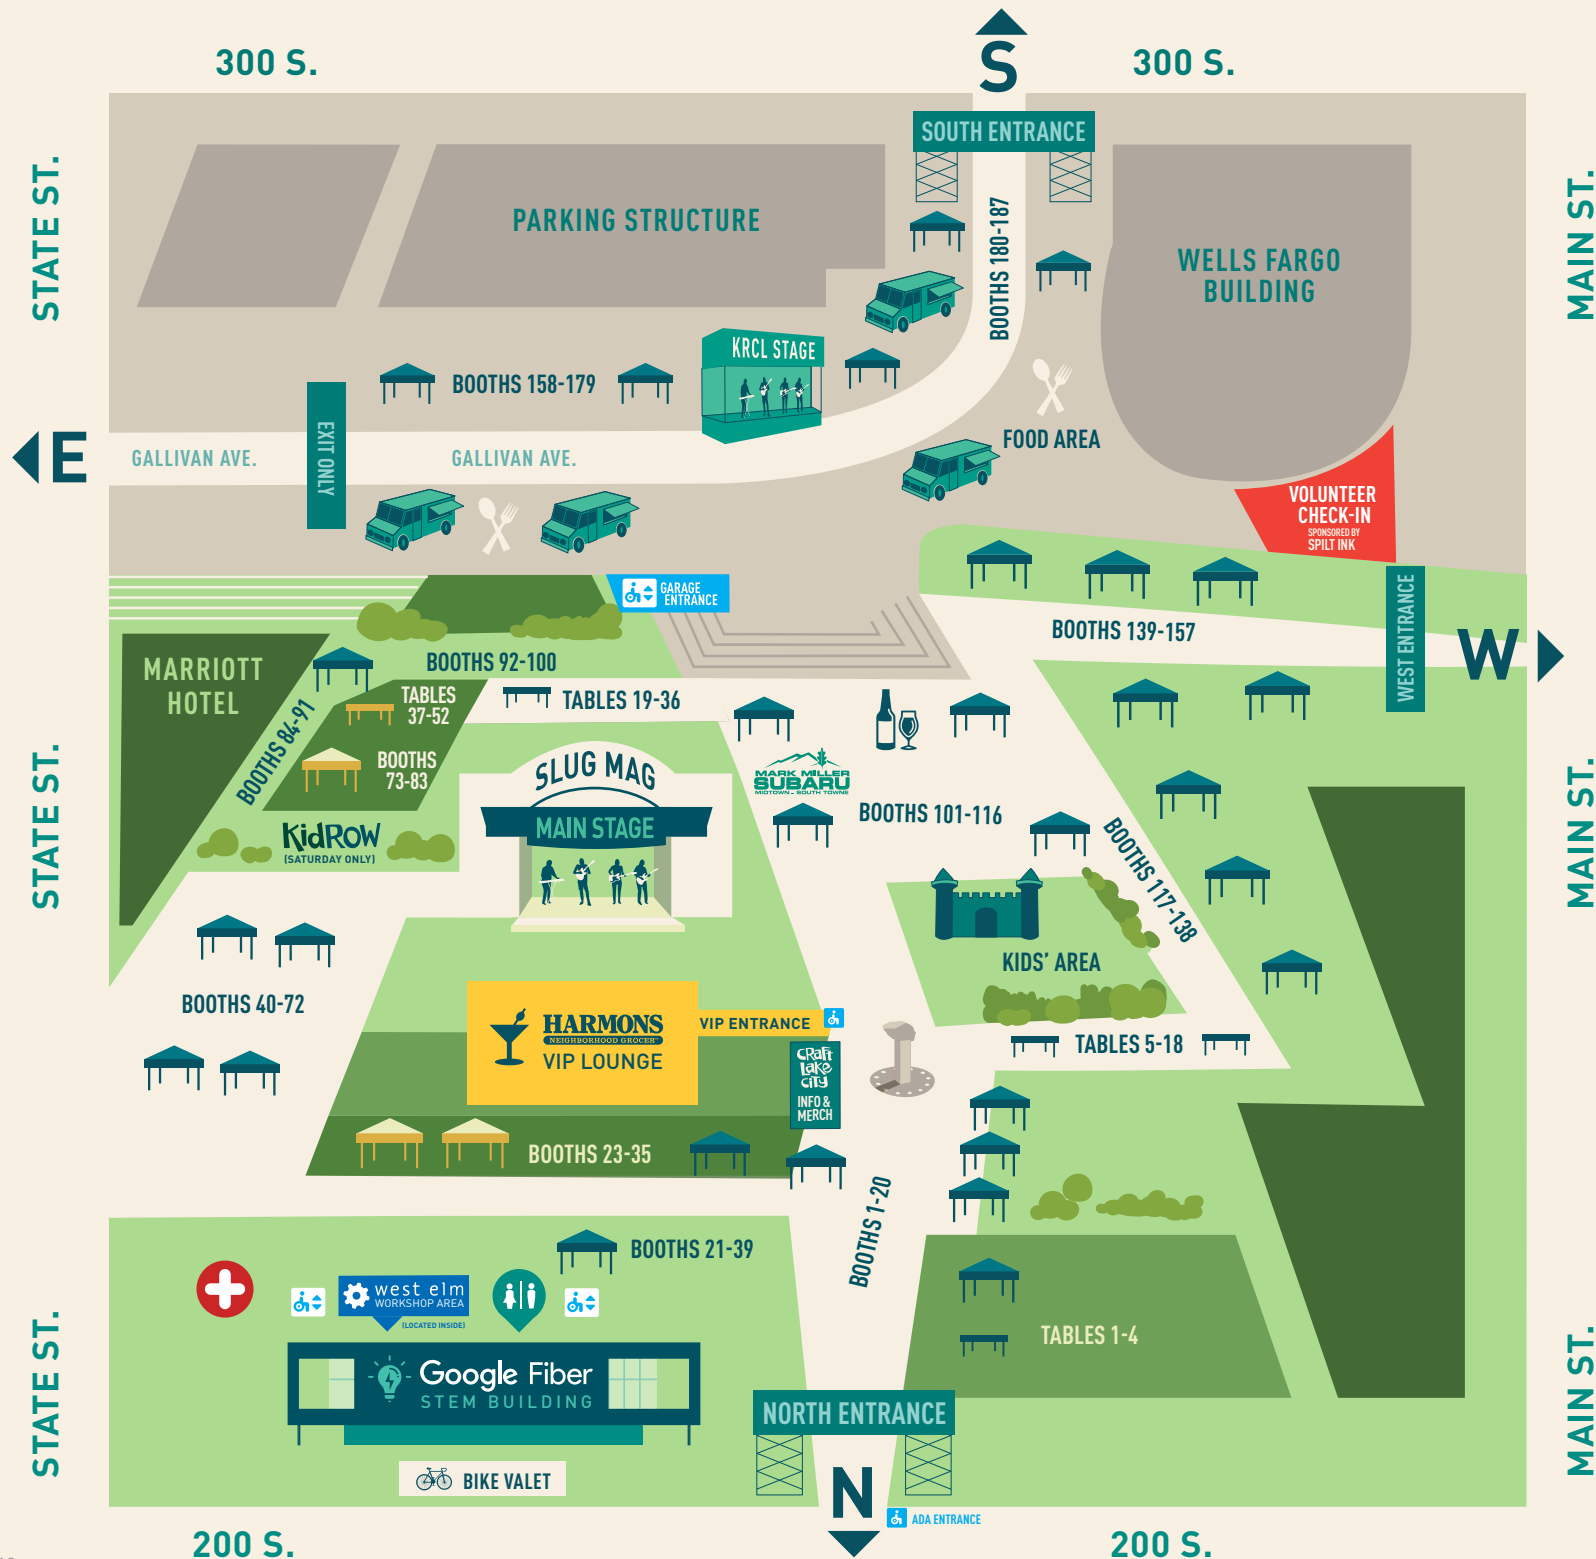 300 S.
S
300 S.
SOUTH ENTRANCE
STATE ST.
PARKING STRUCTURE
BOOTHS 180-187
WELLS FARGO
BUILDING
MAIN ST.
KRCL STAGE
BOOTHS 158-179
EXIT ONLY
FOOD AREA
E
GALLIVAN AVE.
GALLIVAN AVE.
VOLUNTEER
CHECK-IN
SPONSORED BY
SPILT INK
GARAGE
ENTRANCE
BOOTHS 139-157
WEST ENTRANCE
W
MARRIOTT
HOTEL
BOOTHS 92-100
TABLES
37-52
TABLES 19-36
BOOTHS 84-91
BOOTHS
73-83
SLUG MAG
MAIN STAGE
MARK MILLER
SUBARU
MIDTOWN - SOUTH TOWNE
BOOTHS 101-116
BOOTHS 117-138
STATE ST.
MAIN ST.
KidROW
(SATURDAY ONLY)
KIDS' AREA
BOOTHS 40-72
HARMONS
NEIGHBORHOOD GROCER
VIP LOUNGE
VIP ENTRANCE
CRaFt
Lake
CiTy
INFO &
MERCH
TABLES 5-18
BOOTHS 23-35
BOOTHS 1-20
BOOTHS 21-39
west elm
WORKSHOP AREA
(LOCATED INSIDE)
TABLES 1-4
STATE ST.
MAIN ST.
Google Fiber
STEM BUILDING
NORTH ENTRANCE
BIKE VALET
N
ADA ENTRANCE
200 S.
200 S.